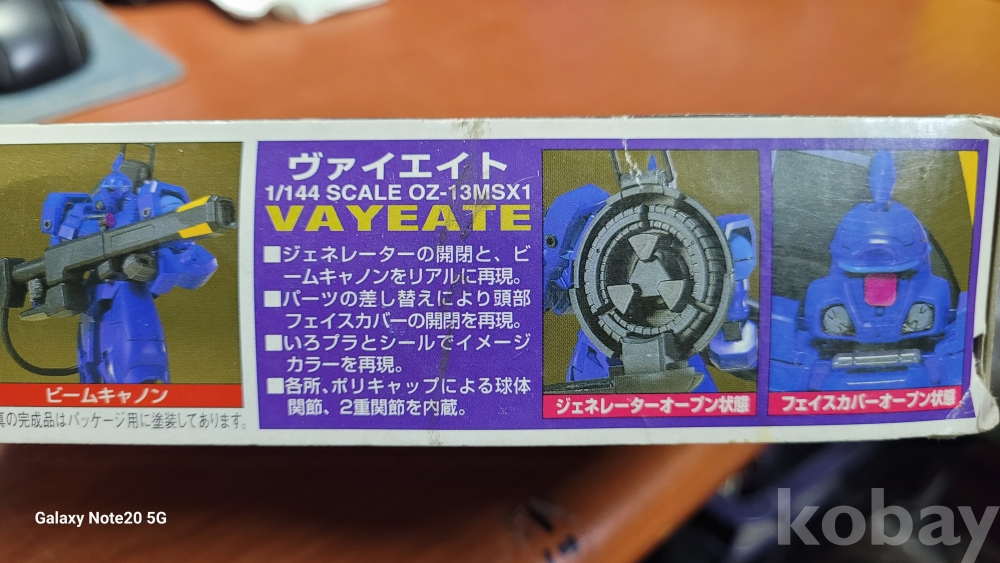 ヴァイエイト
1/144 SCALE OZ-13MSX1
VAYEATE
■ジェネレーターの開閉と、ビ
ームキャノンをリアルに再現。
■パーツの差し替えにより頭部
フェイスカバーの開閉を再現。
■いろプラとシールでイメージ
カラーを再現。
■各所、ポリキャップによる球体
関節、2重関節を内蔵。
ビームキャノン
真の完成品はパッケージ用に塗装してあります。
ジェネレーターオープン状態
フェイスカバーオープン状態
Galaxy Note20 5G
kobay